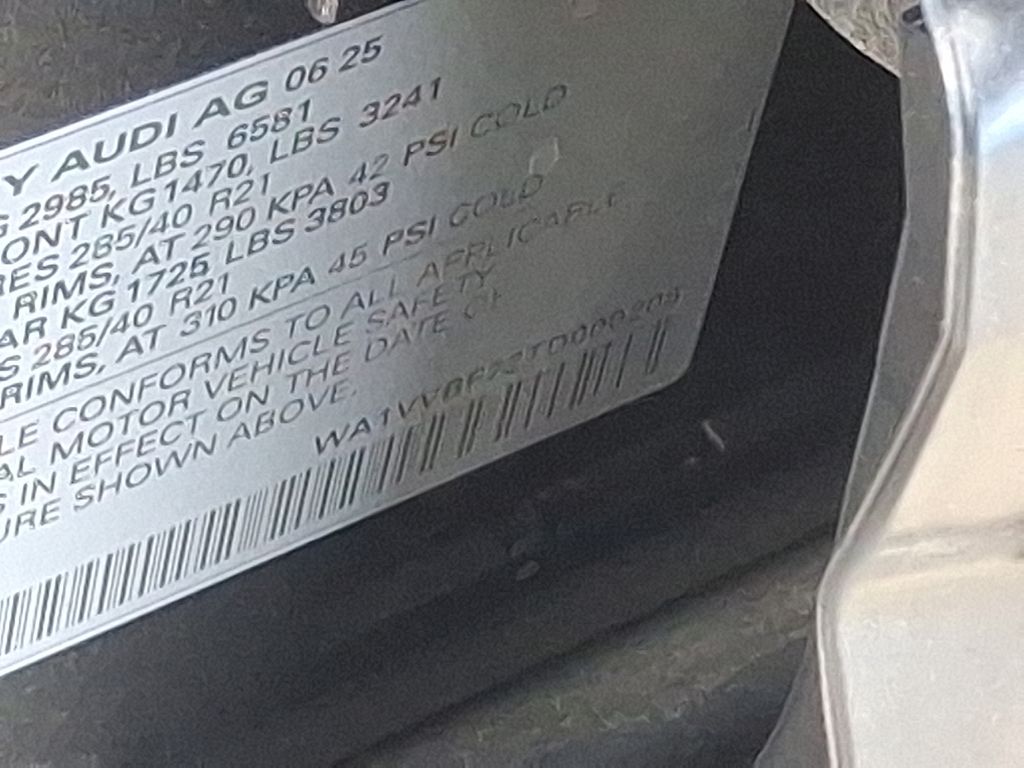 Y AUDI AG 06 25
G 2985, LBS 6581
ONT KG 1470, LBS 3241
RES 285/40 R21
RIMS, AT 290 KPA 42 PSI COLD
AR KG 1725 LBS 3803
S 285/40 R21
RIMS, AT 310 KPA 45 PSI COLD
LE CONFORMS TO ALL APPLICABLE
AL MOTOR VEHICLE SAFETY
S IN EFFECT ON THE DATE OF
URE SHOWN ABOVE.